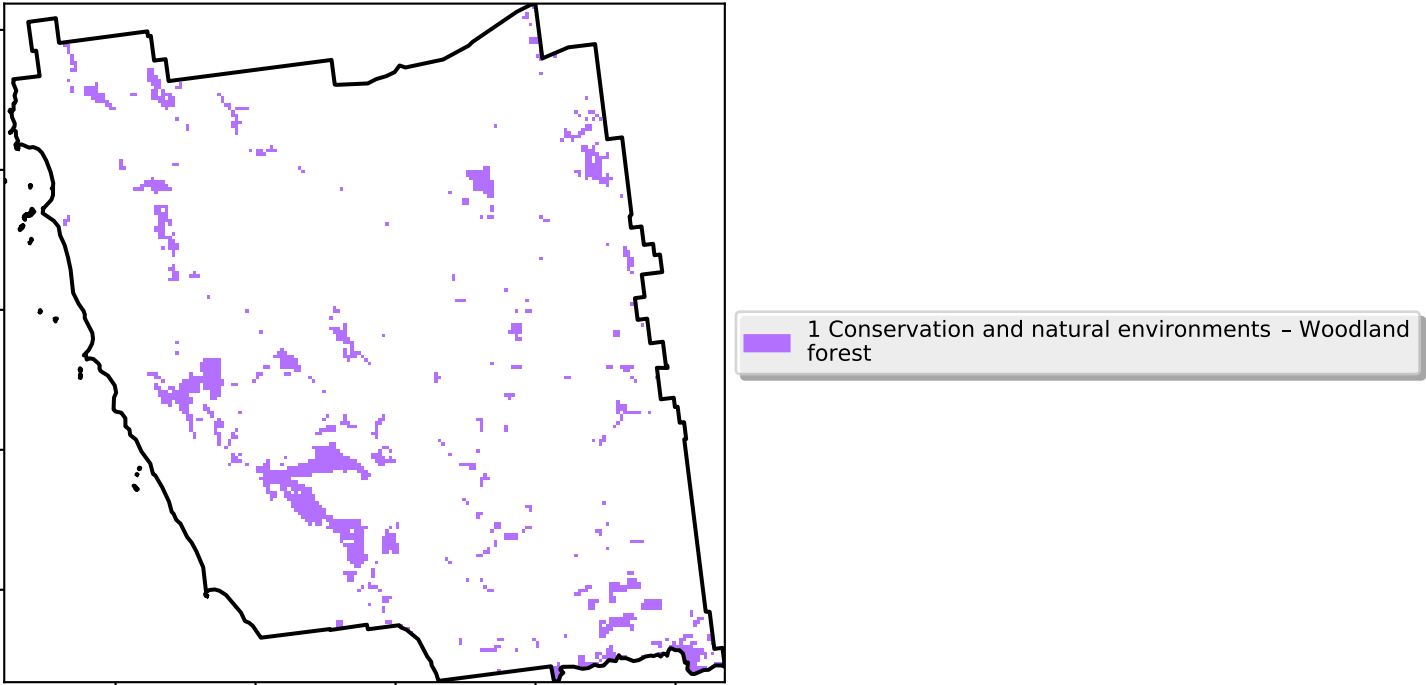 1 Conservation and natural environments – Woodland
forest